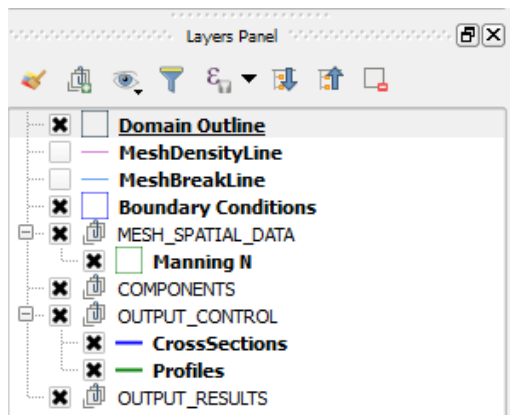 Layers Panel
Domain Outline
MeshDensityLine
MeshBreakLine
Boundary Conditions
MESH_SPATIAL_DATA
Manning N
COMPONENTS
OUTPUT_CONTROL
CrossSections
Profiles
OUTPUT_RESULTS